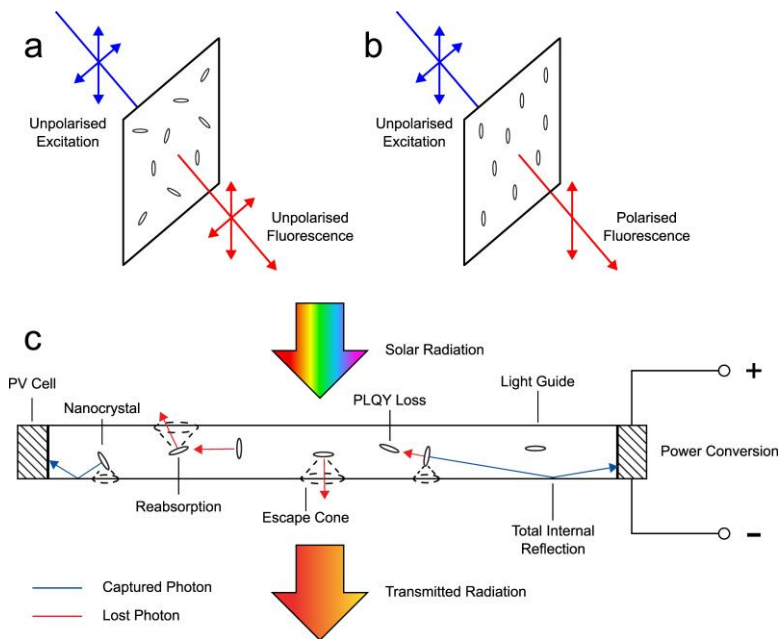 a
Unpolarised
Excitation
Unpolarised
Fluorescence
b
Unpolarised
Excitation
Polarised
Fluorescence
c
Solar Radiation
PV Cell
Nanocrystal
PLQY Loss
Light Guide
+
Power Conversion
Reabsorption
Escape Cone
Total Internal
Reflection
-
Captured Photon
Lost Photon
Transmitted Radiation